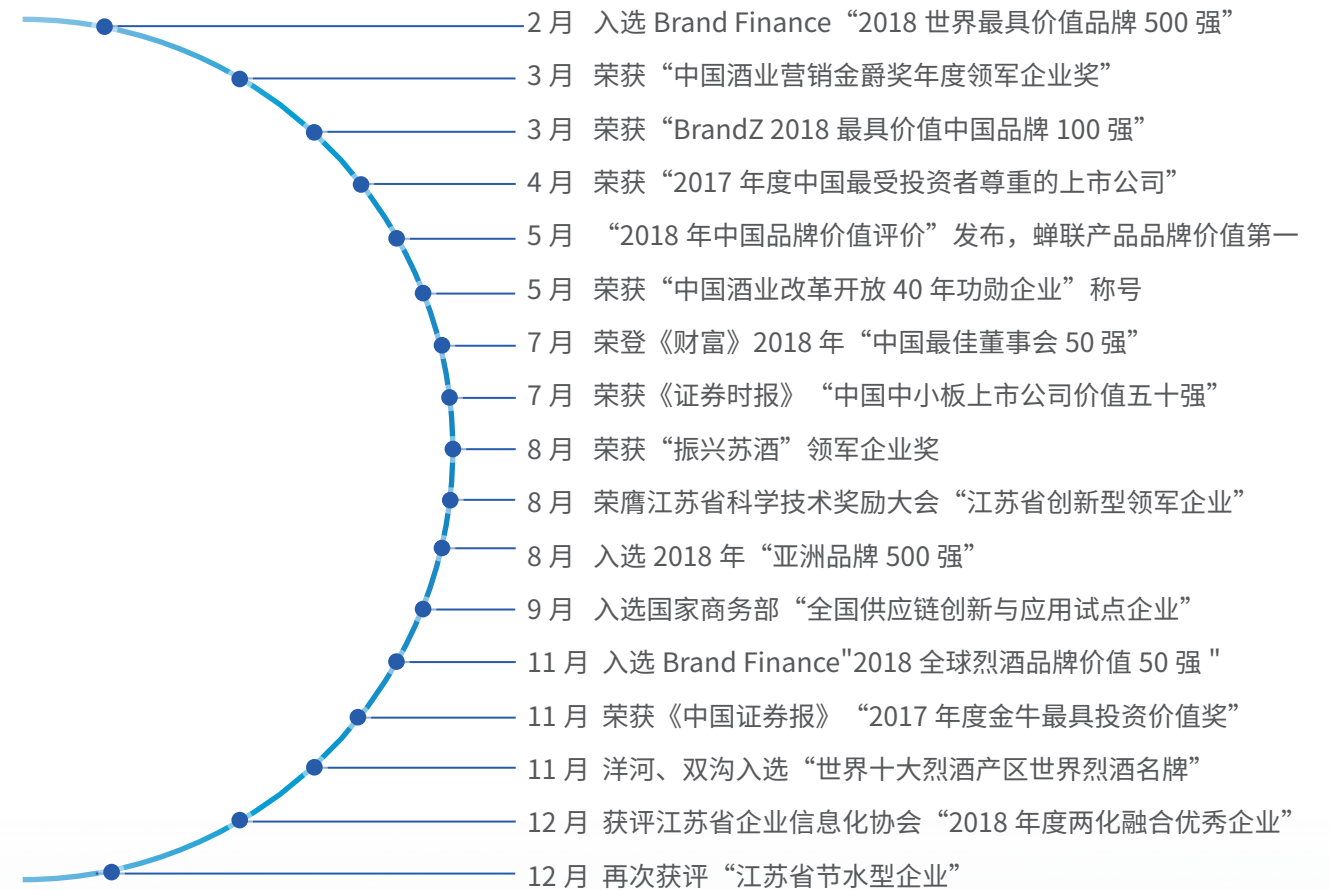 2 月 入选 Brand Finance“2018 世界最具价值品牌 500 强”
3 月 荣获“中国酒业营销金爵奖年度领军企业奖”
3 月 荣获“BrandZ 2018 最具价值中国品牌 100 强”
4 月 荣获“2017 年度中国最受投资者尊重的上市公司”
5 月 “2018 年中国品牌价值评价”发布，蝉联产品品牌价值第一
5 月 荣获“中国酒业改革开放 40 年功勋企业”称号
7 月 荣登《财富》2018 年“中国最佳董事会 50 强”
7 月 荣获《证券时报》“中国中小板上市公司价值五十强”
8 月 荣获“振兴苏酒”领军企业奖
8 月 荣膺江苏省科学技术奖励大会“江苏省创新型领军企业”
8 月 入选 2018 年“亚洲品牌 500 强”
9 月 入选国家商务部“全国供应链创新与应用试点企业”
11 月 入选 Brand Finance"2018 全球烈酒品牌价值 50 强 "
11 月 荣获《中国证券报》“2017 年度金牛最具投资价值奖”
11 月 洋河、双沟入选“世界十大烈酒产区世界烈酒名牌”
12 月 获评江苏省企业信息化协会“2018 年度两化融合优秀企业”
12 月 再次获评“江苏省节水型企业”